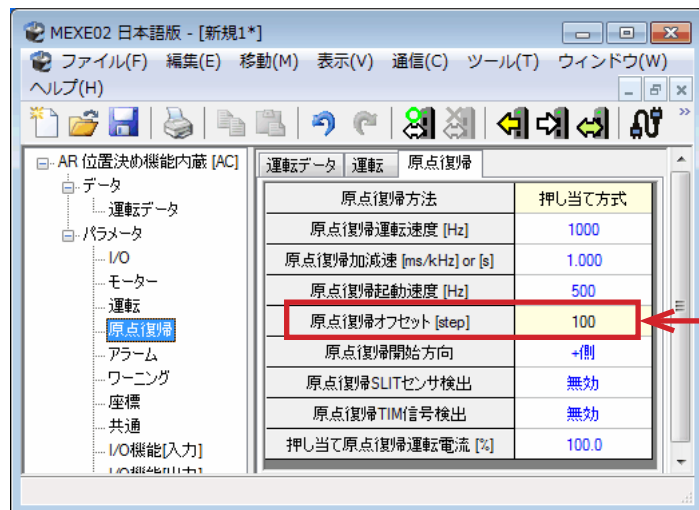 MEXE02 日本語版 - [新規1*]
ファイル(F) 編集(E) 移動(M) 表示(V) 通信(C) ツール(T) ウィンドウ(W)
ヘルプ(H)
AR 位置決め機能内蔵 [AC]
データ
運転データ
パラメータ
I/O
モーター
運転
原点復帰
アラーム
ワーニング
座標
共通
I/O機能[入力]
I/O機能[出力]
運転データ 運転 原点復帰
原点復帰方法 押し当て方式
原点復帰運転速度 [Hz] 1000
原点復帰加減速 [ms/kHz] or [s] 1.000
原点復帰起動速度 [Hz] 500
原点復帰オフセット [step] 100
原点復帰開始方向 +側
原点復帰SLITセンサ検出 無効
原点復帰TIM信号検出 無効
押し当て原点復帰運転電流 [%] 100.0